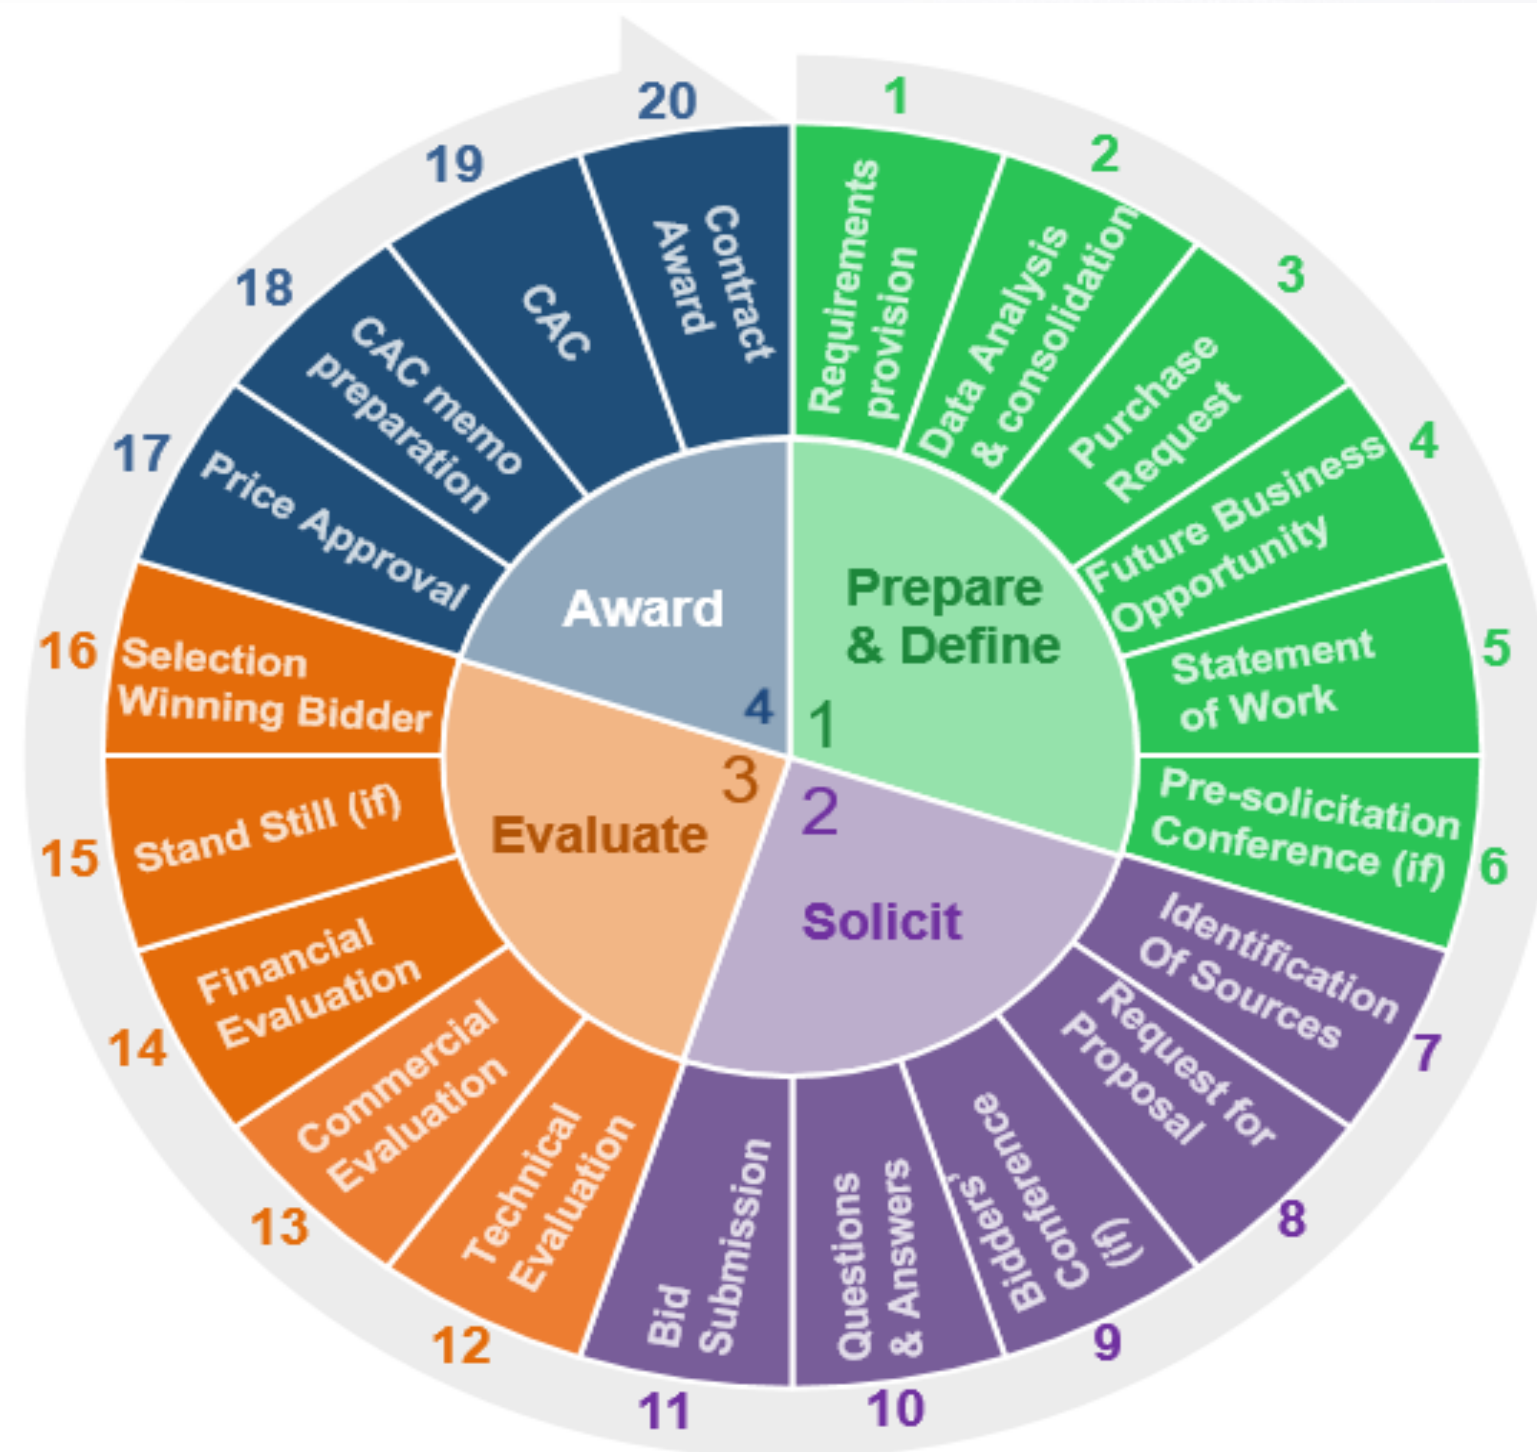 1
Requirements
provision
2
Data Analysis
& consolidation
3
Purchase
Request
4
Future Business
Opportunity
5
Statement
of Work
6
Pre-solicitation
Conference (if)
7
Identification
Of Sources
8
Request for
Proposal
9
Bidders'
Conference
(if)
10
Questions
& Answers
11
Bid
Submission
12
Technical
Evaluation
13
Commercial
Evaluation
14
Financial
Evaluation
15
Stand Still (if)
16
Selection
Winning Bidder
17
Price Approval
18
CAC memo
preparation
19
CAC
20
Contract
Award
Prepare
& Define
1
2
Solicit
3
Evaluate
Award
4